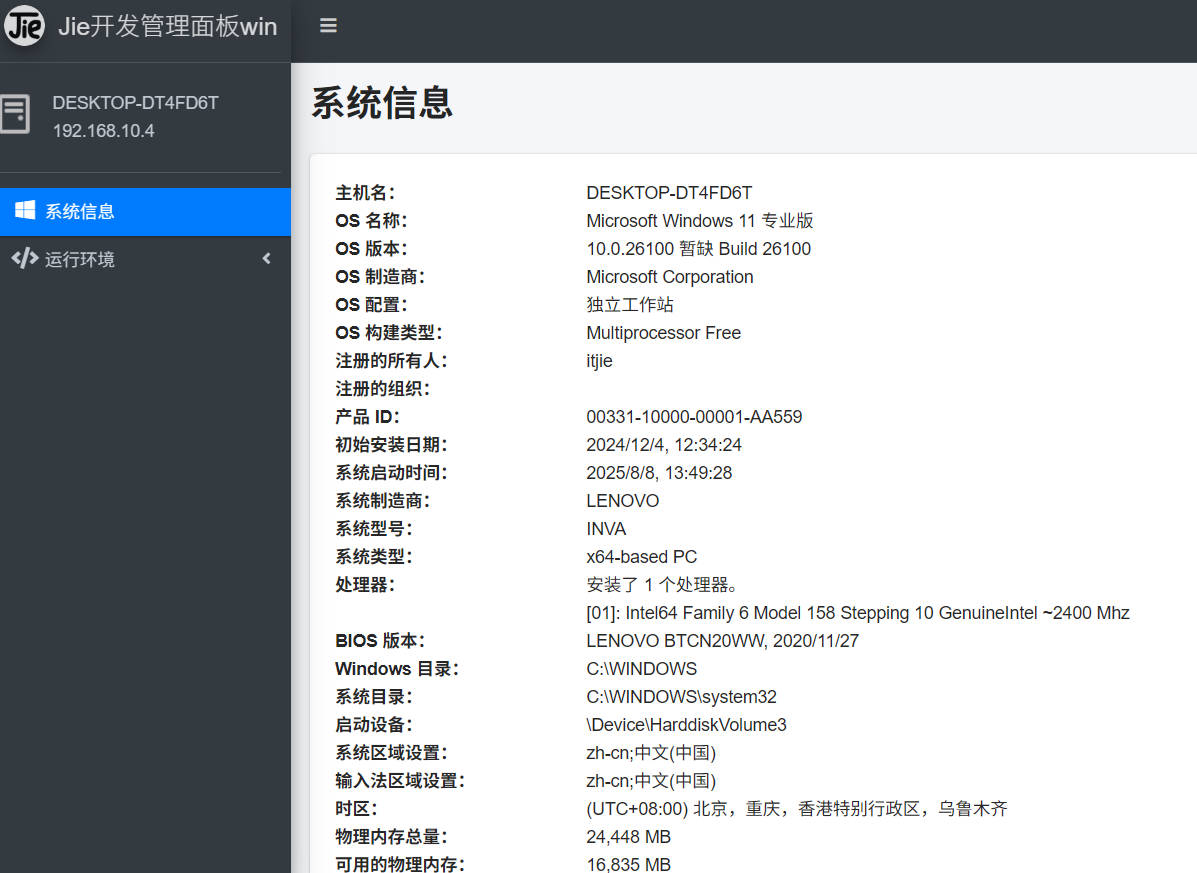 Jie
Jie开发管理面板win
DESKTOP-DT4FD6T
192.168.10.4
系统信息
运行环境
系统信息
主机名: DESKTOP-DT4FD6T
OS 名称: Microsoft Windows 11 专业版
OS 版本: 10.0.26100 暂缺 Build 26100
OS 制造商: Microsoft Corporation
OS 配置: 独立工作站
OS 构建类型: Multiprocessor Free
注册的所有人: itjie
注册的组织:
产品 ID: 00331-10000-00001-AA559
初始安装日期: 2024/12/4, 12:34:24
系统启动时间: 2025/8/8, 13:49:28
系统制造商: LENOVO
系统型号: INVA
系统类型: x64-based PC
处理器: 安装了 1 个处理器。
[01]: Intel64 Family 6 Model 158 Stepping 10 GenuineIntel ~2400 Mhz
BIOS 版本: LENOVO BTCN20WW, 2020/11/27
Windows 目录: C:\WINDOWS
系统目录: C:\WINDOWS\system32
启动设备: \Device\HarddiskVolume3
系统区域设置: zh-cn;中文(中国)
输入法区域设置: zh-cn;中文(中国)
时区: (UTC+08:00) 北京，重庆，香港特别行政区，乌鲁木齐
物理内存总量: 24,448 MB
可用的物理内存: 16,835 MB